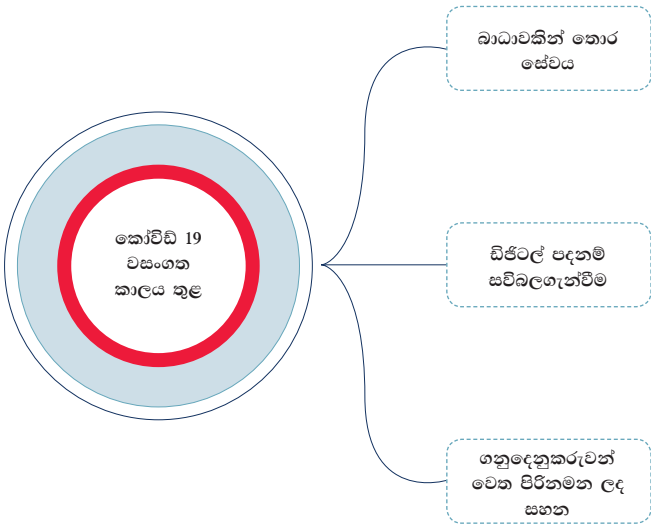 බාධාවකින් තොර
සේවය
කෝවිඩ් 19
වසංගත
කාලය තුළ
ඩිජිටල් පදනම්
සවිබලගැන්වීම
ගනුදෙනුකරුවන්
වෙත පිරිනමන ලද
සහන